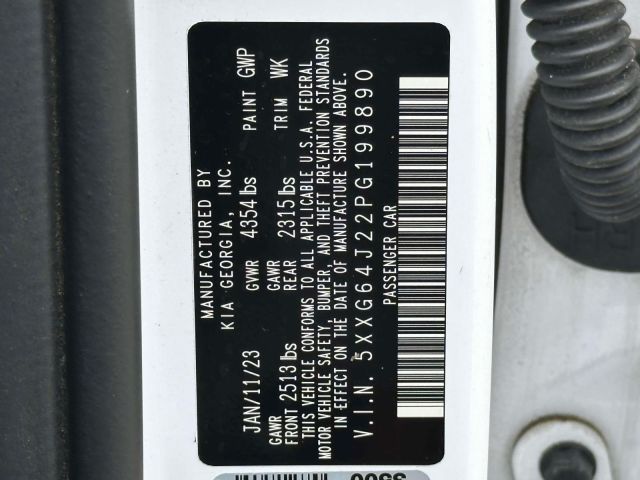 MANUFACTURED BY
KIA GEORGIA, INC.
JAN/11/23 GVWR 4354 lbs PAINT GWP
GAWR FRONT 2513 lbs GAWR REAR 2315 lbs TRIM WK
THIS VEHICLE CONFORMS TO ALL APPLICABLE U.S.A. FEDERAL
MOTOR VEHICLE SAFETY, BUMPER, AND THEFT PREVENTION STANDARDS
IN EFFECT ON THE DATE OF MANUFACTURE SHOWN ABOVE.
V.I.N. 5XXG64J22PG199890
PASSENGER CAR